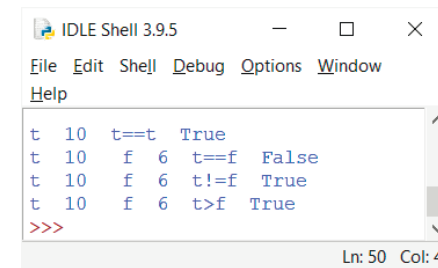 IDLE Shell 3.9.5
File Edit Shell Debug Options Window
Help
t 10 t==t True
t 10 f 6 t==f False
t 10 f 6 t!=f True
t 10 f 6 t>f True
>>>
Ln: 50 Col: 4